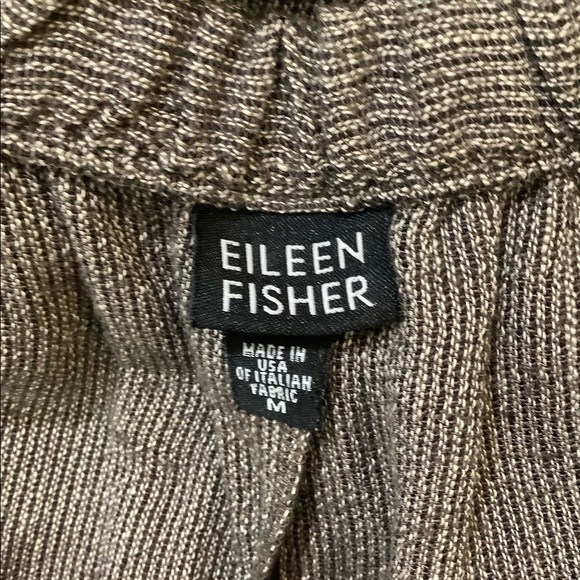 EILEEN
FISHER
MADE IN
USA
OF ITALIAN
FABRIC
M